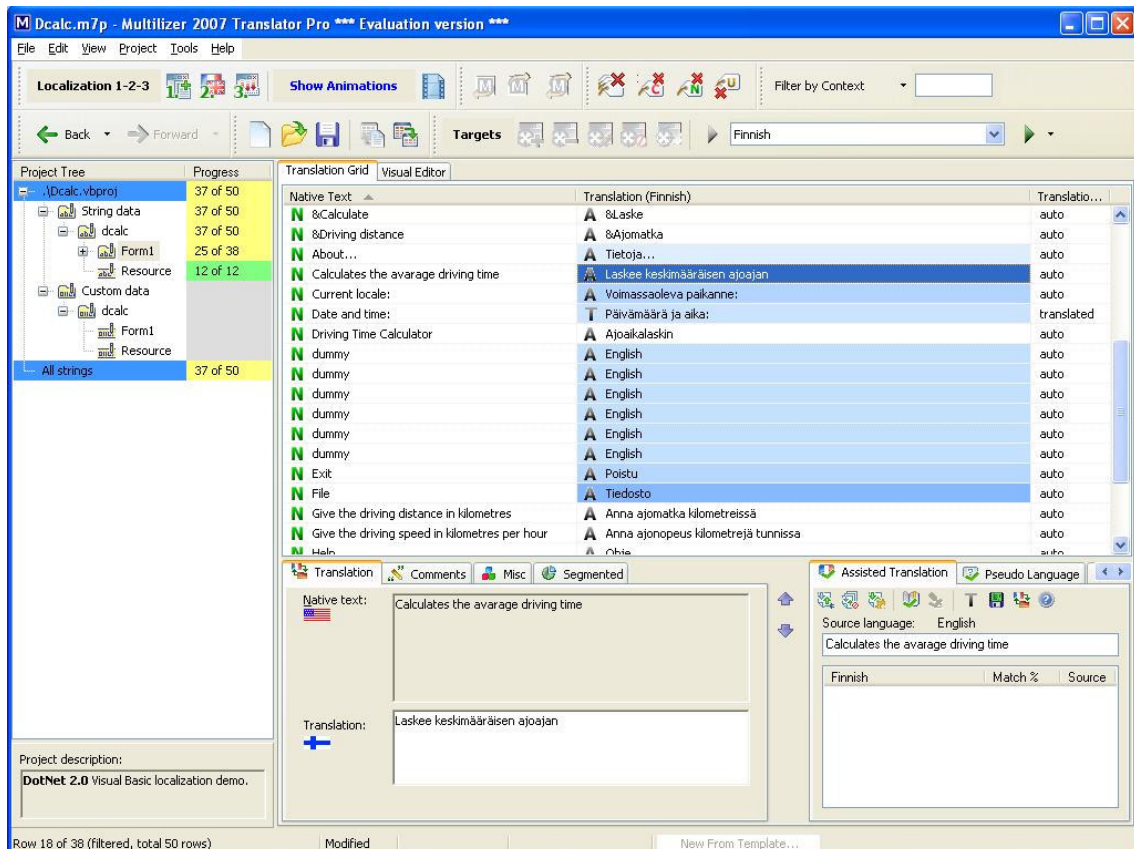 Dcalc.m7p - Multilizer 2007 Translator Pro *** Evaluation version ***
File Edit View Project Tools Help
Localization 1-2-3 Show Animations Filter by Context
Back Forward Targets Finnish
Project Tree Progress
.\Dcalc.vbproj 37 of 50
String data 37 of 50
dcalc 37 of 50
Form1 25 of 38
Resource 12 of 12
Custom data
dcalc
Form1
Resource
All strings 37 of 50
Project description:
DotNet 2.0 Visual Basic localization demo.
Translation Grid Visual Editor
Native Text Translation (Finnish) Translatio...
N &Calculate A &Laske auto
N &Driving distance A &Ajomatka auto
N About... A Tietoja... auto
N Calculates the avarage driving time A Laskee keskimääräisen ajoajan auto
N Current locale: A Voimassaoleva paikanne: auto
N Date and time: T Päivämäärä ja aika: translated
N Driving Time Calculator A Ajoaikalaskin auto
N dummy A English auto
N dummy A English auto
N dummy A English auto
N dummy A English auto
N dummy A English auto
N dummy A English auto
N Exit A Poistu auto
N File A Tiedosto auto
N Give the driving distance in kilometres A Anna ajomatka kilometreissä auto
N Give the driving speed in kilometres per hour A Anna ajonopeus kilometrejä tunnissa auto
N Help A Ohje auto
Translation Comments Misc Segmented
Native text: Calculates the avarage driving time
Translation: Laskee keskimääräisen ajoajan
Assisted Translation Pseudo Language
Source language: English
Calculates the avarage driving time
Finnish Match % Source
Row 18 of 38 (filtered, total 50 rows) Modified New From Template...